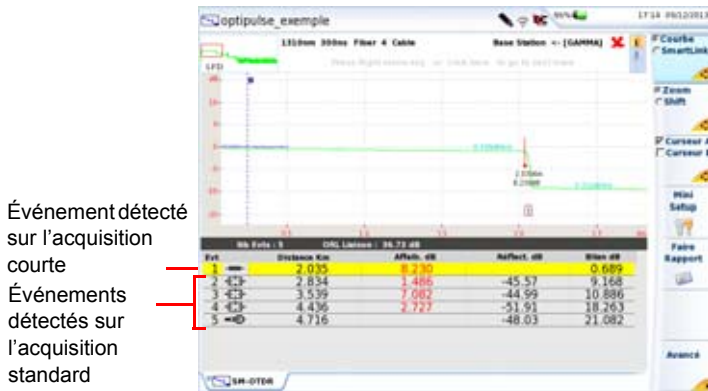 optipulse_exemple
17:14
1310nm 300ns Fiber 4 Cable
Base Station <- [GAMMA]
LFD
Courbe
SmartLink
Zoom
Shift
Curseur A
Curseur B
Mini
Setup
Faire
Rapport
Avancé
Événement détecté
sur l’acquisition
courte
Événements
détectés sur
l’acquisition
standard
Nb Evts : 5 ORL Liaison : 36.73 dB
Evt Distance Km Affaib. dB Réflect. dB Bilan dB
1 2.035 8.230 0.689
2 2.834 1.486 -45.57 9.168
3 3.539 7.082 -44.99 10.886
4 4.436 2.727 -51.91 18.263
5 4.716 -48.03 21.082
SM-OTDR